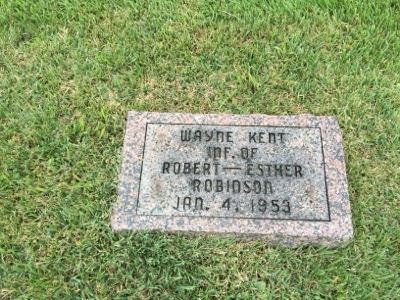 WAYNE KENT
INF. OF
ROBERT — ESTHER
ROBINSON
JAN. 4, 1953